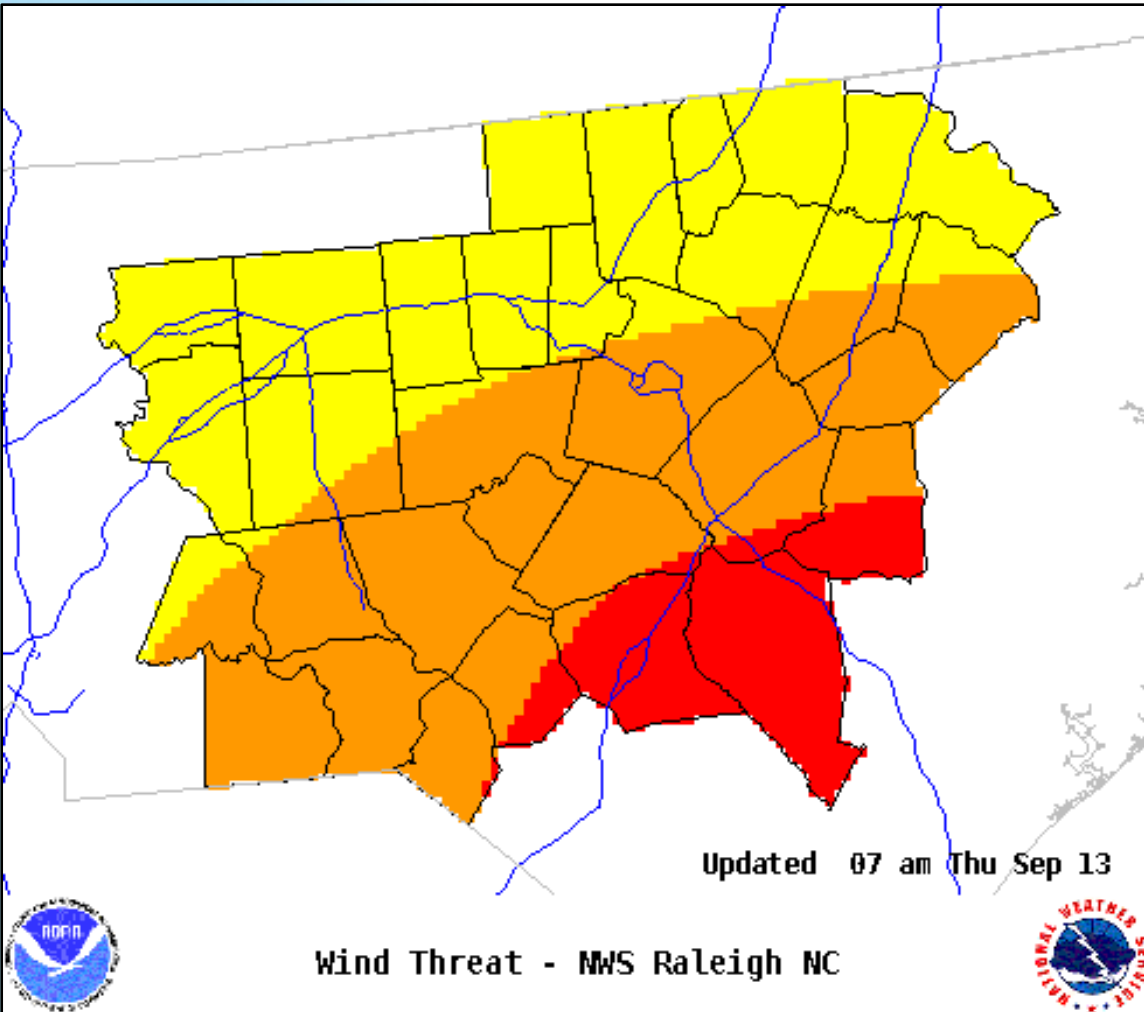 Updated 07 am Thu Sep 13
NOAA
Wind Threat - NWS Raleigh NC
NATIONAL WEATHER SERVICE